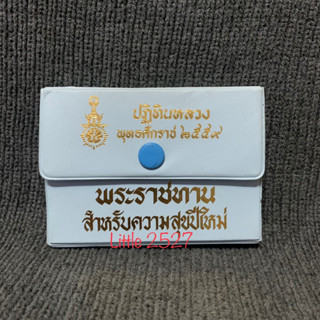 ปฏิทินหลวง
พุทธศักราช ๒๕๕๙
พระราชทาน
สำหรับความสุขปีใหม่
Little 2527